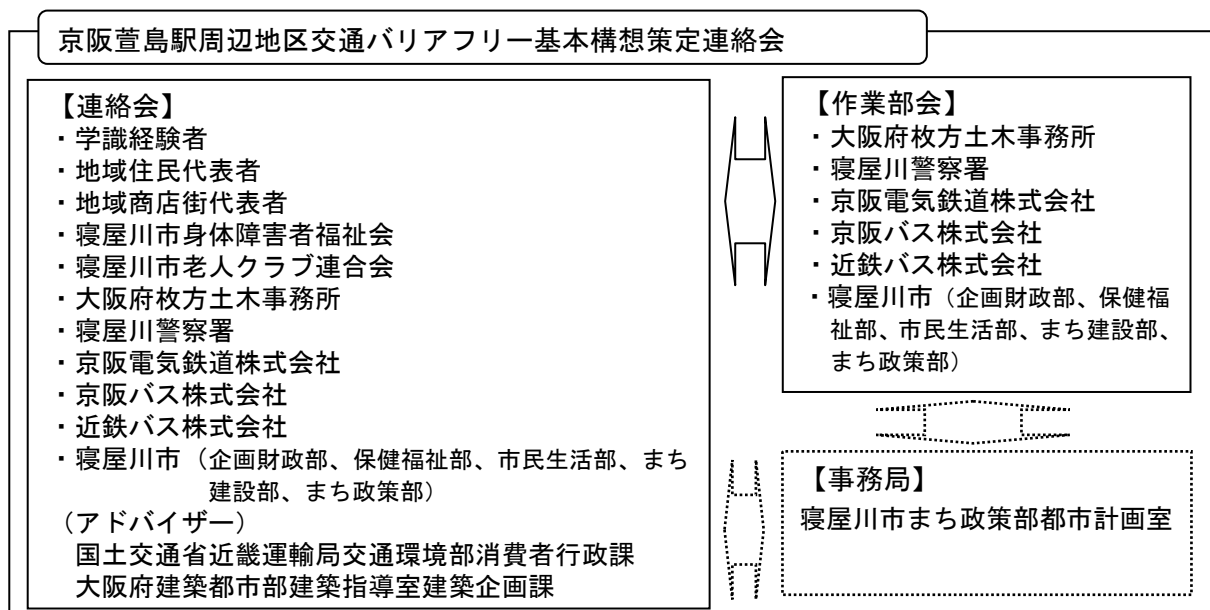 京阪萱島駅周辺地区交通バリアフリー基本構想策定連絡会
【連絡会】
・学識経験者
・地域住民代表者
・地域商店街代表者
・寝屋川市身体障害者福祉会
・寝屋川市老人クラブ連合会
・大阪府枚方土木事務所
・寝屋川警察署
・京阪電気鉄道株式会社
・京阪バス株式会社
・近鉄バス株式会社
・寝屋川市（企画財政部、保健福祉部、市民生活部、まち
建設部、まち政策部）
（アドバイザー）
国土交通省近畿運輸局交通環境部消費者行政課
大阪府建築都市部建築指導室建築企画課
【作業部会】
・大阪府枚方土木事務所
・寝屋川警察署
・京阪電気鉄道株式会社
・京阪バス株式会社
・近鉄バス株式会社
・寝屋川市（企画財政部、保健福
祉部、市民生活部、まち建設部、
まち政策部）
【事務局】
寝屋川市まち政策部都市計画室